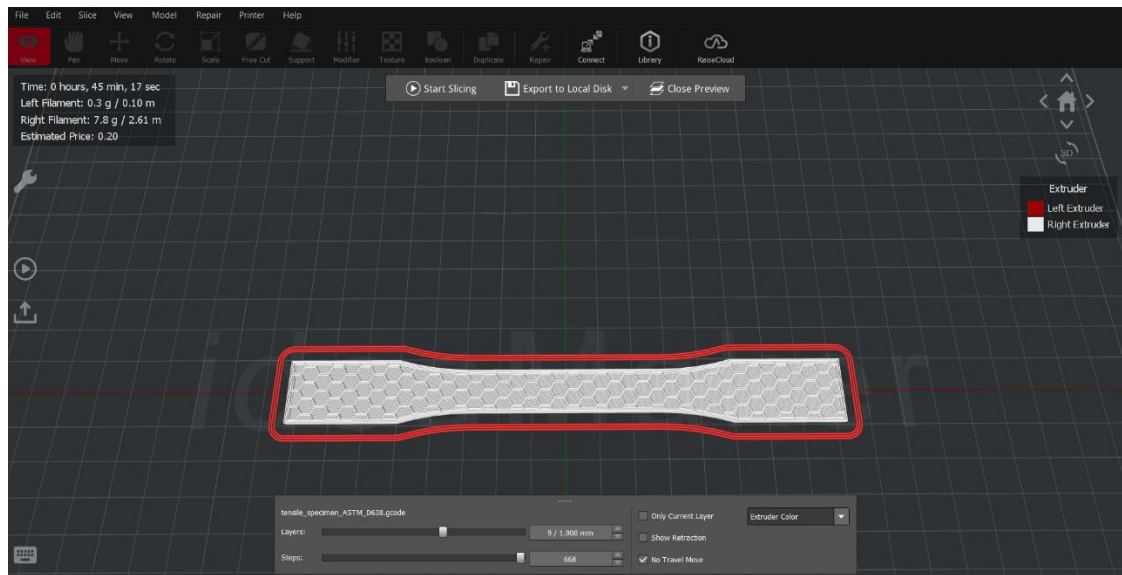 File Edit Slice View Model Repair Printer Help
View Pan Move Rotate Scale Free Cut Support Modifier Texture Boolean Duplicate Repair Connect Library RaiseCloud
Time: 0 hours, 45 min, 17 sec
Left Filament: 0.3 g / 0.10 m
Right Filament: 7.8 g / 2.61 m
Estimated Price: 0.20
Start Slicing Export to Local Disk Close Preview
3D
Extruder
Left Extruder
Right Extruder
ideaMaker
tensile_specimen_ASTM_D638.gcode
Layers: 9 / 1.900 mm
Steps: 668
Only Current Layer Extruder Color
Show Retraction
No Travel Move